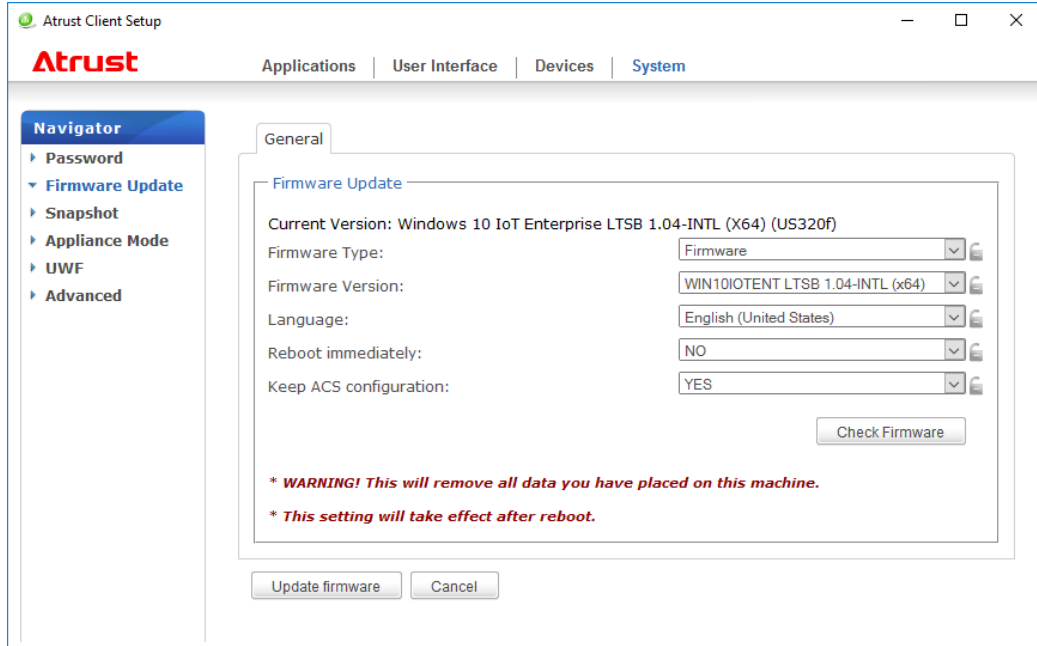 Atrust Client Setup
Atrust
Applications | User Interface | Devices | System
Navigator
Password
Firmware Update
Snapshot
Appliance Mode
UWF
Advanced
General
Firmware Update
Current Version: Windows 10 IoT Enterprise LTSB 1.04-INTL (X64) (US320f)
Firmware Type: Firmware
Firmware Version: WIN10IOTENT LTSB 1.04-INTL (x64)
Language: English (United States)
Reboot immediately: NO
Keep ACS configuration: YES
Check Firmware
* WARNING! This will remove all data you have placed on this machine.
* This setting will take effect after reboot.
Update firmware Cancel